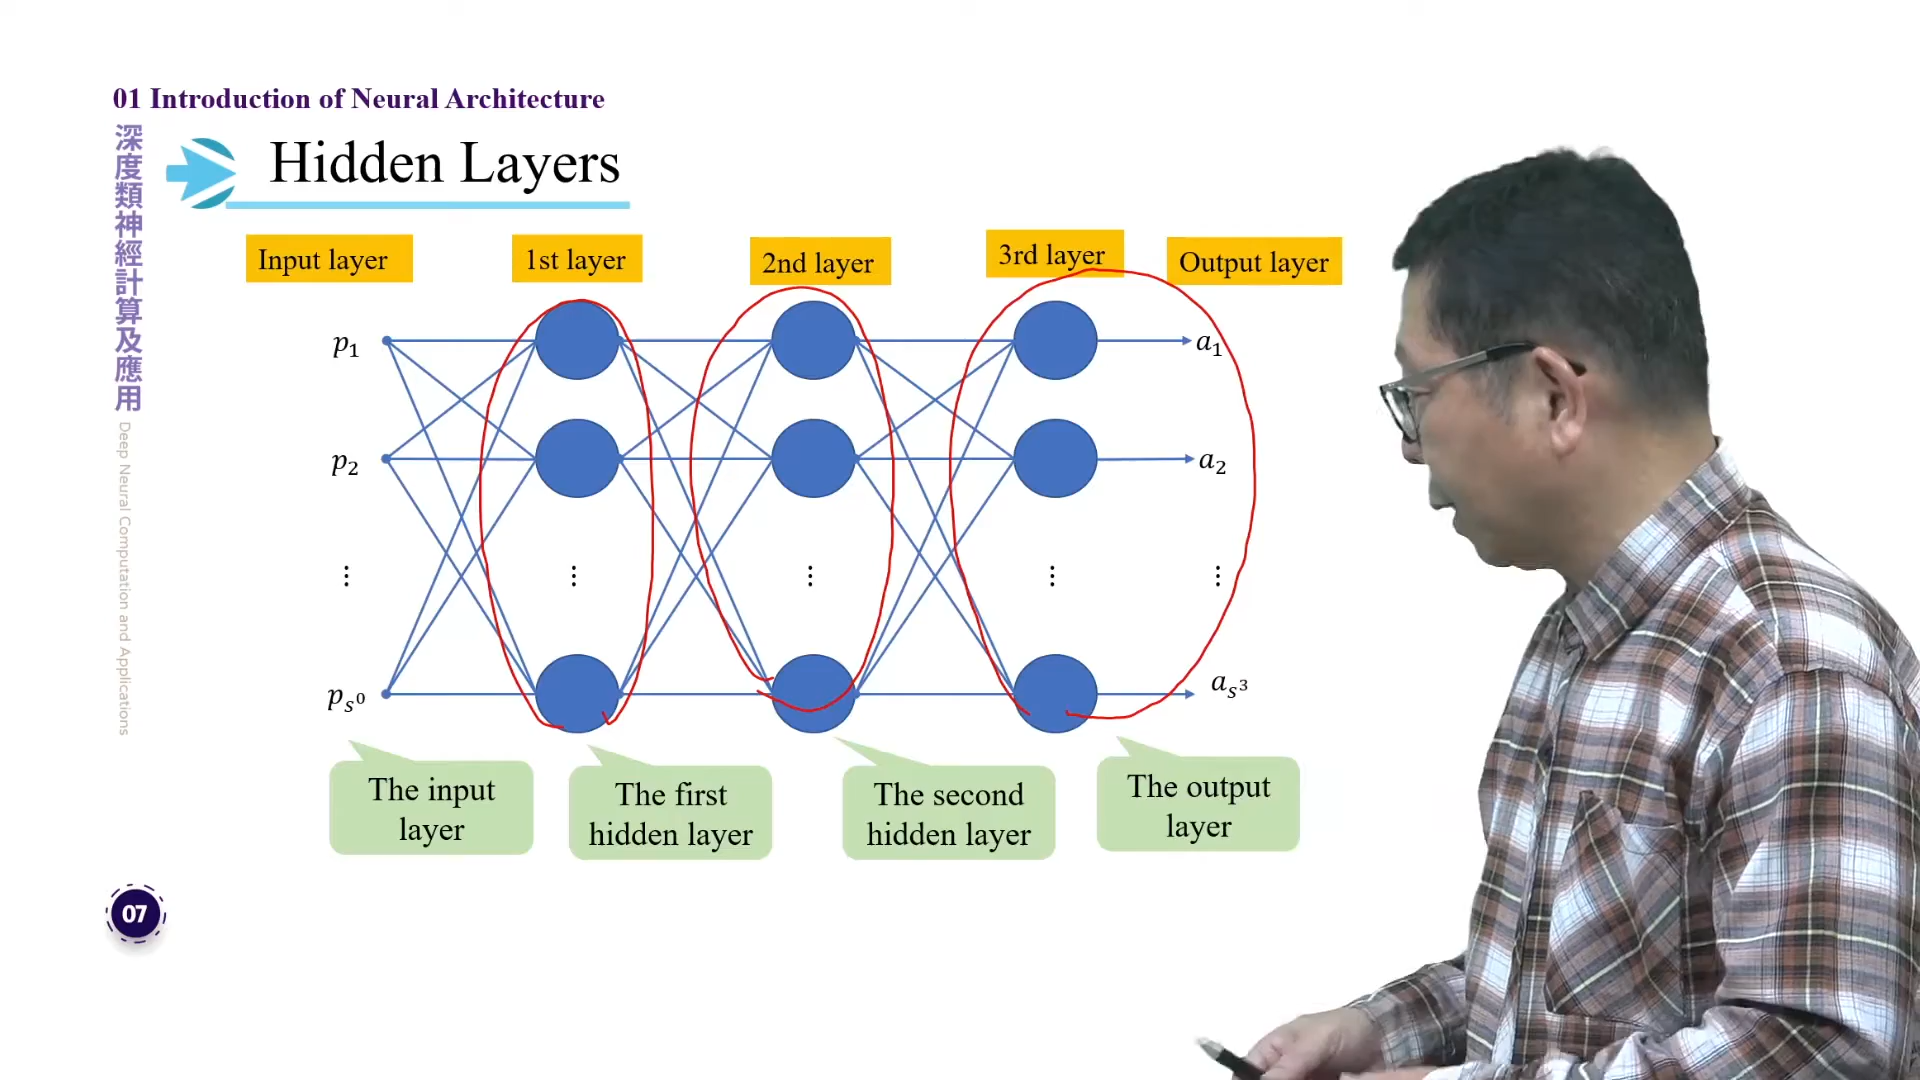 01 Introduction of Neural Architecture
深度類神經計算及應用
Deep Neural Computation and Applications
Hidden Layers
Input layer
1st layer
2nd layer
3rd layer
Output layer
p₁
a₁
p₂
a₂
⋮ ⋮ ⋮ ⋮ ⋮
pₛ⁰
aₛ³
The input
layer
The first
hidden layer
The second
hidden layer
The output
layer
07